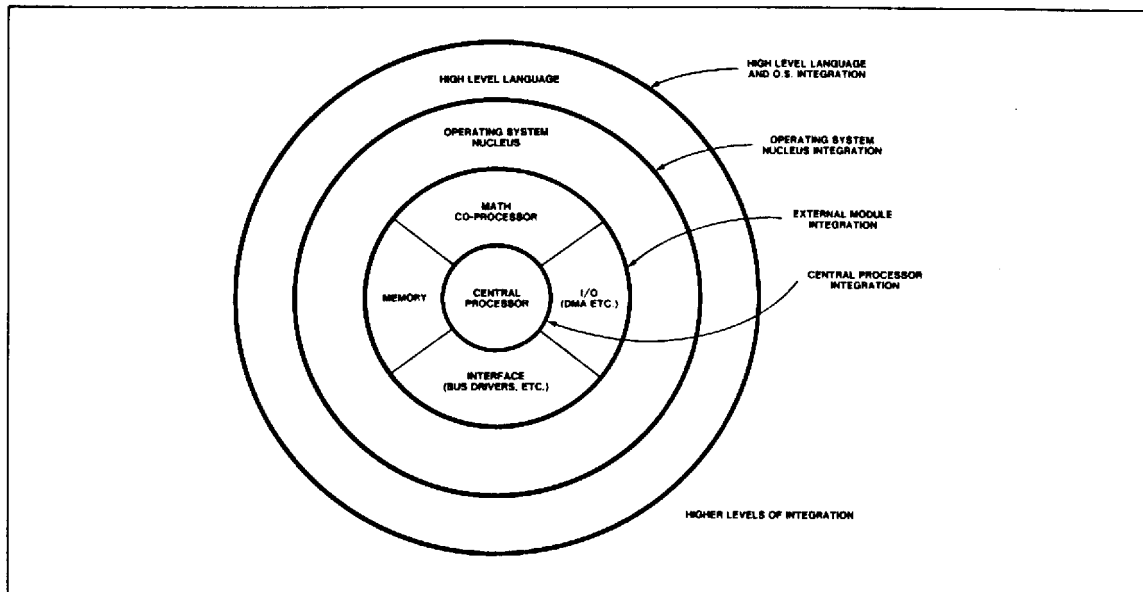 HIGH LEVEL LANGUAGE
OPERATING SYSTEM
NUCLEUS
MATH
CO-PROCESSOR
MEMORY
CENTRAL
PROCESSOR
I/O
(DMA ETC.)
INTERFACE
(BUS DRIVERS, ETC.)
HIGH LEVEL LANGUAGE
AND O.S. INTEGRATION
OPERATING SYSTEM
NUCLEUS INTEGRATION
EXTERNAL MODULE
INTEGRATION
CENTRAL PROCESSOR
INTEGRATION
HIGHER LEVELS OF INTEGRATION